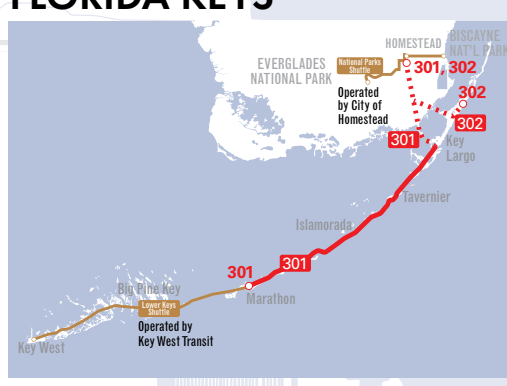 FLORIDA KEYS
HOMESTEAD
BISCAYNE
NAT'L PARK
EVERGLADES
NATIONAL PARK
National Parks
Shuttle
301, 302
Operated
by City of
Homestead
302
302
301
Key
Largo
Tavernier
Islamorada
301
301
Big Pine Key
Marathon
Lower Keys
Shuttle
Operated by
Key West Transit
Key West